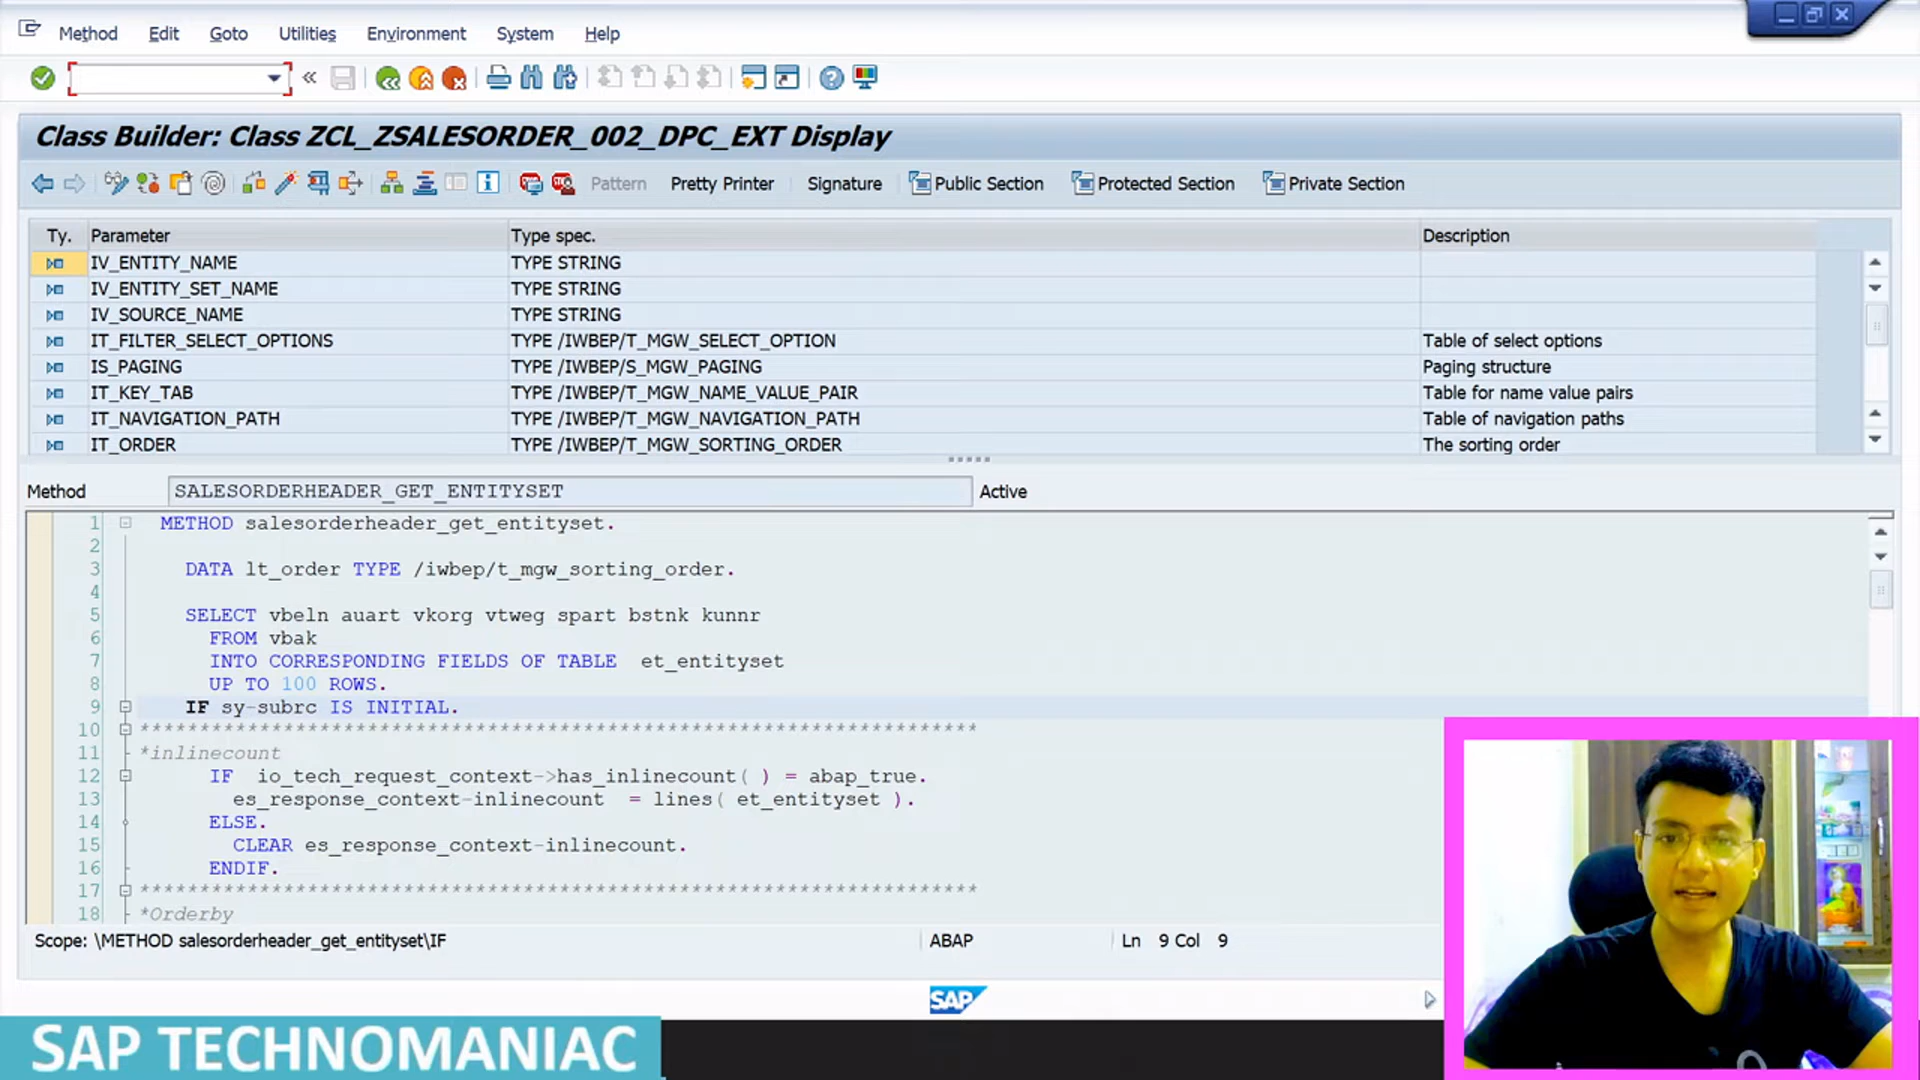 Method Edit Goto Utilities Environment System Help
Class Builder: Class ZCL_ZSALESORDER_002_DPC_EXT Display
Pattern Pretty Printer Signature Public Section Protected Section Private Section
Ty. Parameter Type spec. Description
IV_ENTITY_NAME TYPE STRING
IV_ENTITY_SET_NAME TYPE STRING
IV_SOURCE_NAME TYPE STRING
IT_FILTER_SELECT_OPTIONS TYPE /IWBEP/T_MGW_SELECT_OPTION Table of select options
IS_PAGING TYPE /IWBEP/S_MGW_PAGING Paging structure
IT_KEY_TAB TYPE /IWBEP/T_MGW_NAME_VALUE_PAIR Table for name value pairs
IT_NAVIGATION_PATH TYPE /IWBEP/T_MGW_NAVIGATION_PATH Table of navigation paths
IT_ORDER TYPE /IWBEP/T_MGW_SORTING_ORDER The sorting order
Method SALESORDERHEADER_GET_ENTITYSET Active
1 METHOD salesorderheader_get_entityset.
2
3 DATA lt_order TYPE /iwbep/t_mgw_sorting_order.
4
5 SELECT vbeln auart vkorg vtweg spart bstnk kunnr
6 FROM vbak
7 INTO CORRESPONDING FIELDS OF TABLE et_entityset
8 UP TO 100 ROWS.
9 IF sy-subrc IS INITIAL.
10 **********************************************************************
11 *inlinecount
12 IF io_tech_request_context->has_inlinecount( ) = abap_true.
13 es_response_context-inlinecount = lines( et_entityset ).
14 ELSE.
15 CLEAR es_response_context-inlinecount.
16 ENDIF.
17 **********************************************************************
18 *Orderby
Scope: \METHOD salesorderheader_get_entityset\IF ABAP Ln 9 Col 9
SAP
SAP TECHNOMANIAC